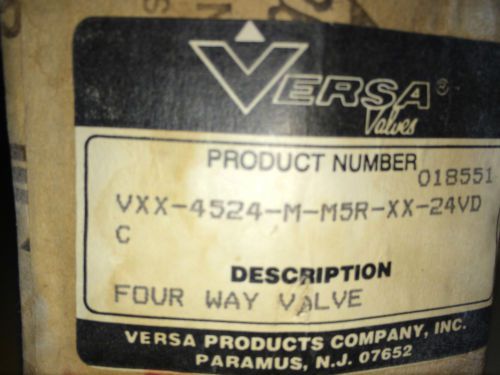 VERSA®
Valves
PRODUCT NUMBER
018551
VXX-4524-M-M5R-XX-24VD
C
DESCRIPTION
FOUR WAY VALVE
VERSA PRODUCTS COMPANY, INC.
PARAMUS, N.J. 07652